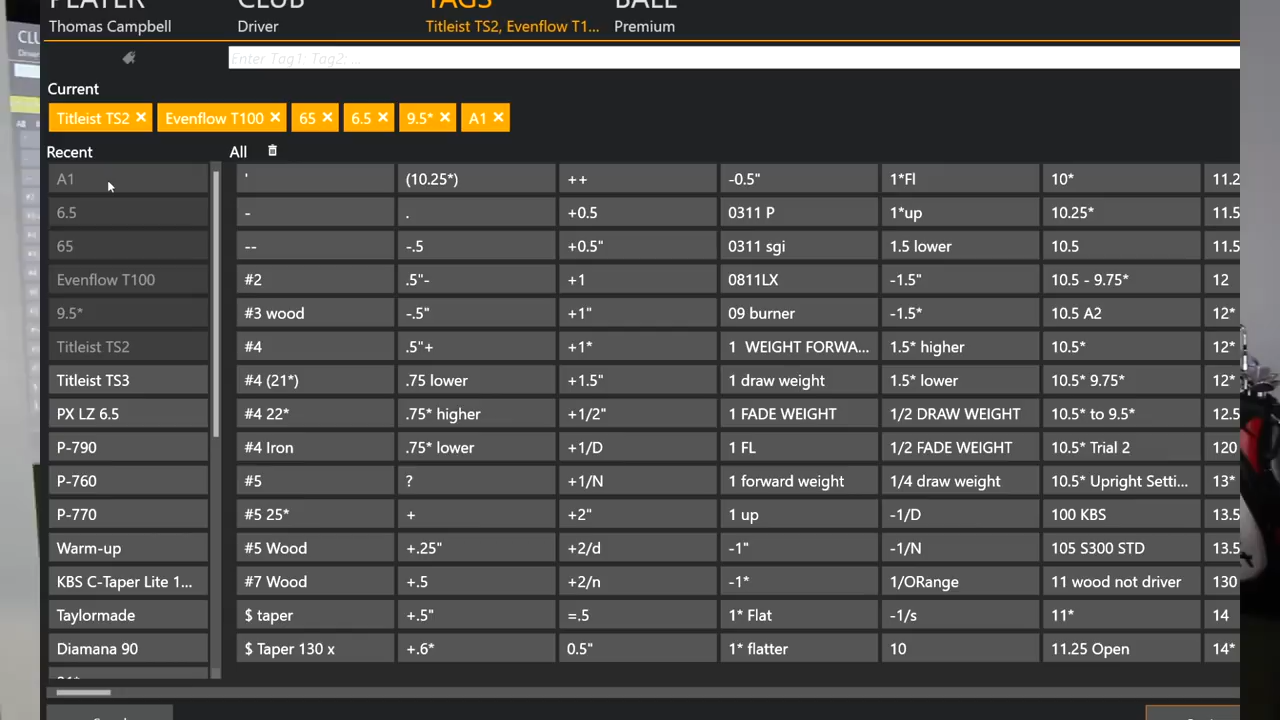 PLAYER CLUB TAGS BALL
Thomas Campbell Driver Titleist TS2, Evenflow T1... Premium
Enter Tag1: Tag2: ...
Current
Titleist TS2 × Evenflow T100 × 65 × 6.5 × 9.5* × A1 ×
Recent All
A1 ' (10.25*) ++ -0.5" 1*Fl 10* 11.2
6.5 - . +0.5 0311 P 1*up 10.25* 11.5
65 -- -.5 +0.5" 0311 sgi 1.5 lower 10.5 11.5
Evenflow T100 #2 .5"- +1 0811LX -1.5" 10.5 - 9.75* 12
9.5* #3 wood -.5" +1" 09 burner -1.5* 10.5 A2 12*
Titleist TS2 #4 .5"+ +1* 1 WEIGHT FORWA... 1.5* higher 10.5* 12*
Titleist TS3 #4 (21*) .75 lower +1.5" 1 draw weight 1.5* lower 10.5* 9.75* 12*
PX LZ 6.5 #4 22* .75* higher +1/2" 1 FADE WEIGHT 1/2 DRAW WEIGHT 10.5* to 9.5* 12.5
P-790 #4 Iron .75* lower +1/D 1 FL 1/2 FADE WEIGHT 10.5* Trial 2 120
P-760 #5 ? +1/N 1 forward weight 1/4 draw weight 10.5* Upright Setti... 13*
P-770 #5 25* + +2" 1 up -1/D 100 KBS 13.5
Warm-up #5 Wood +.25" +2/d -1" -1/N 105 S300 STD 13.5
KBS C-Taper Lite 1... #7 Wood +.5 +2/n -1* 1/ORange 11 wood not driver 130
Taylormade $ taper +.5" =.5 1* Flat -1/s 11* 14
Diamana 90 $ Taper 130 x +.6* 0.5" 1* flatter 10 11.25 Open 14*